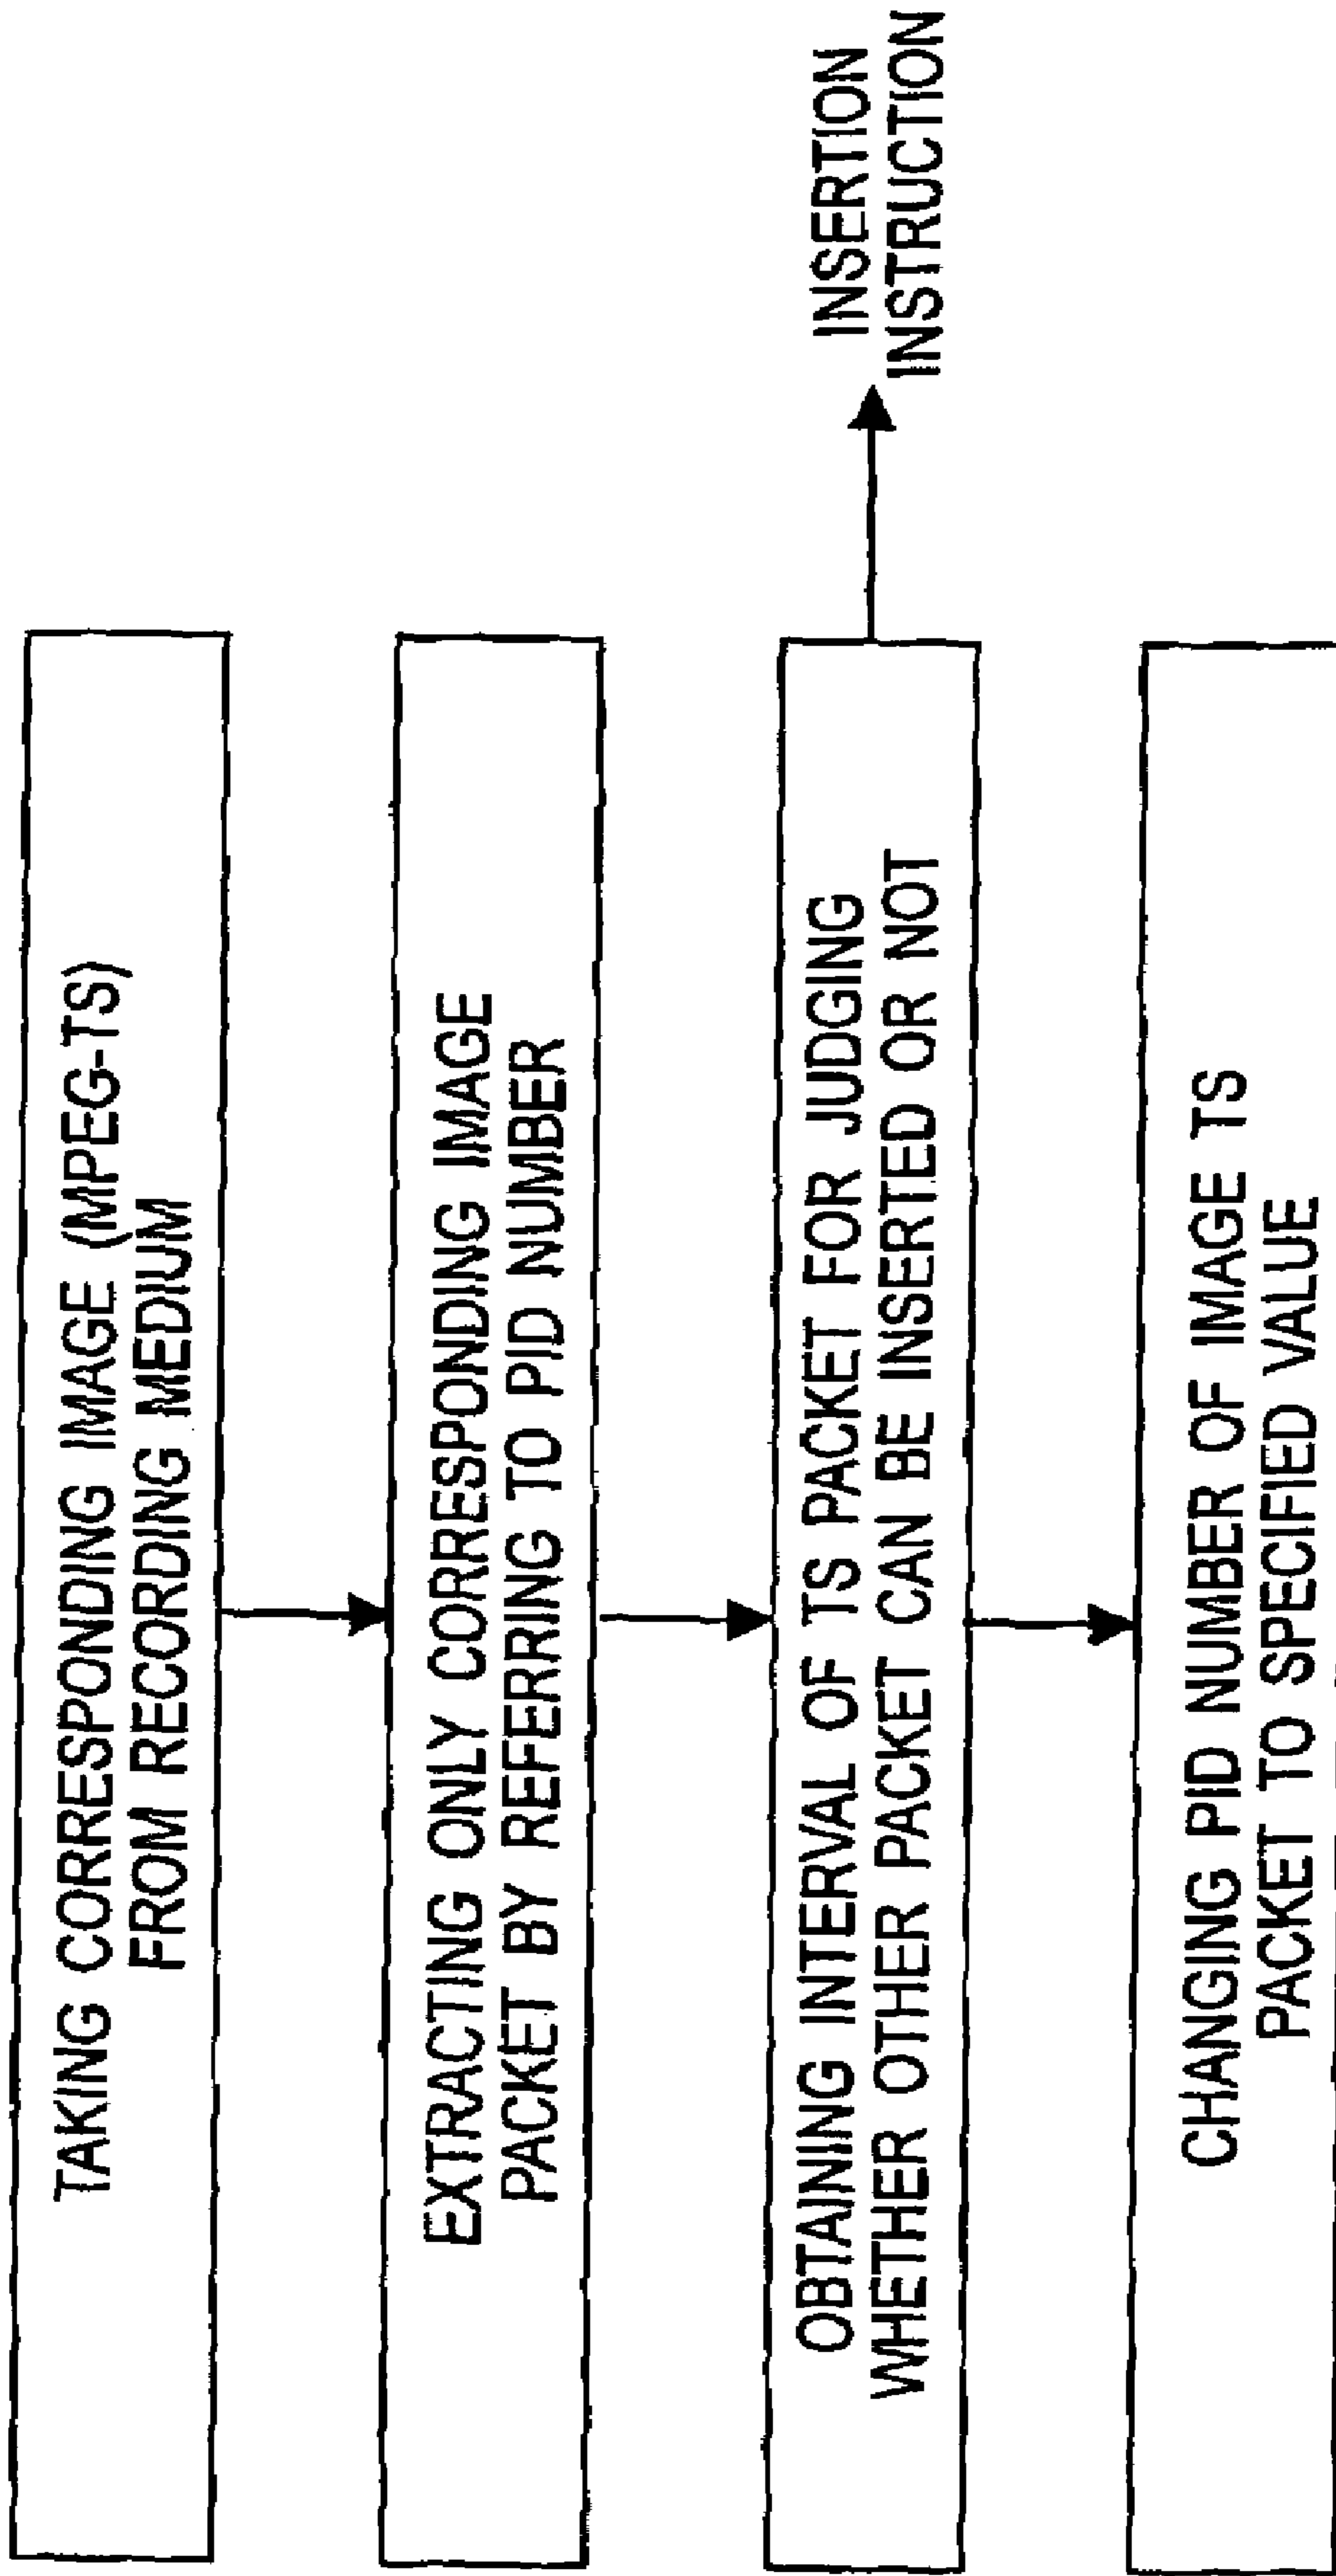 TAKING CORRESPONDING IMAGE (MPEG-TS)
FROM RECORDING MEDIUM
EXTRACTING ONLY CORRESPONDING IMAGE
PACKET BY REFERRING TO PID NUMBER
OBTAINING INTERVAL OF TS PACKET FOR JUDGING
WHETHER OTHER PACKET CAN BE INSERTED OR NOT
INSERTION
INSTRUCTION
CHANGING PID NUMBER OF IMAGE TS
PACKET TO SPECIFIED VALUE